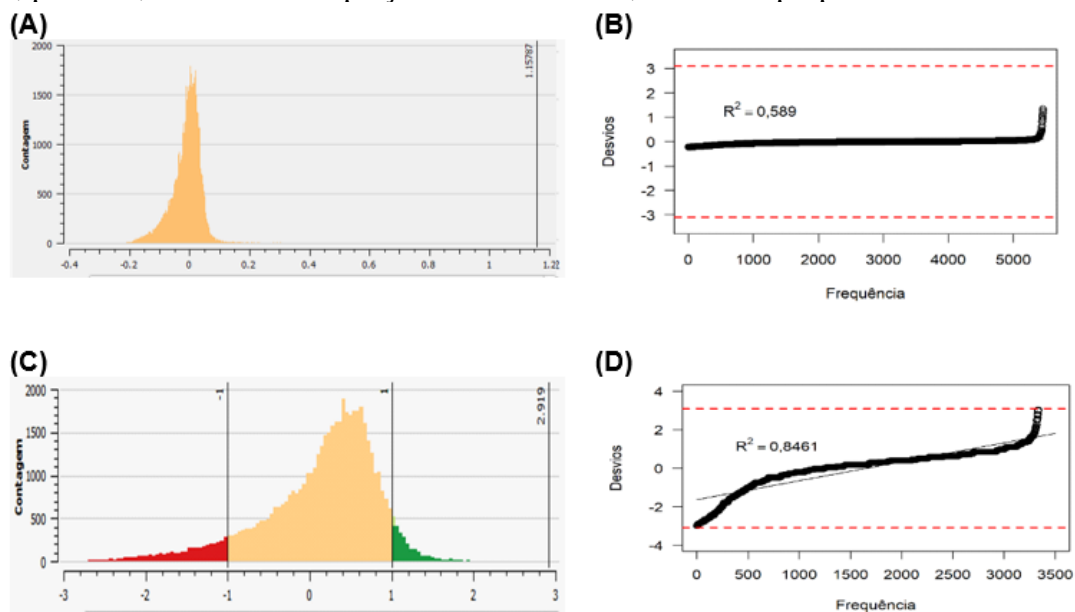 (A)
2000
1500
1000
500
0
Contagem
1.15787
-0.4 -0.2 0 0.2 0.4 0.6 0.8 1
(B)
3
2
1
0
-1
-2
-3
Desvios
R² = 0,589
0 1000 2000 3000 4000 5000
Frequência
(C)
2000
1500
1000
500
0
Contagem
-1
1
2.919
-3 -2 -1 0 1 2 3
(D)
4
2
0
-2
-4
Desvios
R² = 0,8461
0 500 1000 1500 2000 2500 3000 3500
Frequência